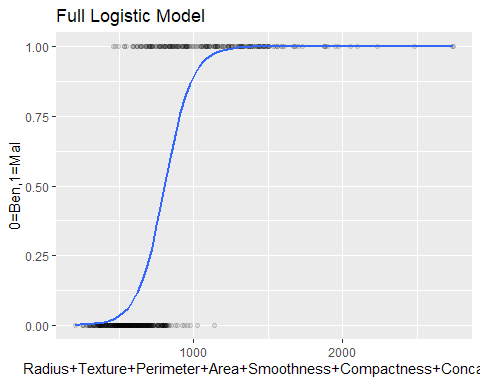 Full Logistic Model
1.00
0.75
0.50
0.25
0.00
0=Ben,1=Mal
1000
2000
Radius+Texture+Perimeter+Area+Smoothness+Compactness+Conca